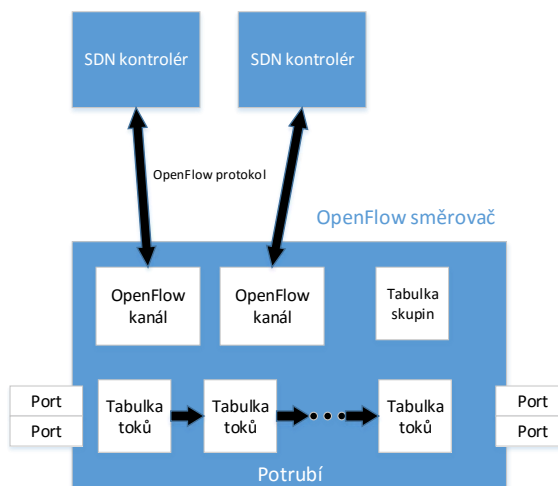 SDN kontrolér
SDN kontrolér
OpenFlow protokol
OpenFlow směrovač
OpenFlow
kanál
OpenFlow
kanál
Tabulka
skupin
Port
Port
Tabulka
toků
Tabulka
toků
Tabulka
toků
Port
Port
Potrubí